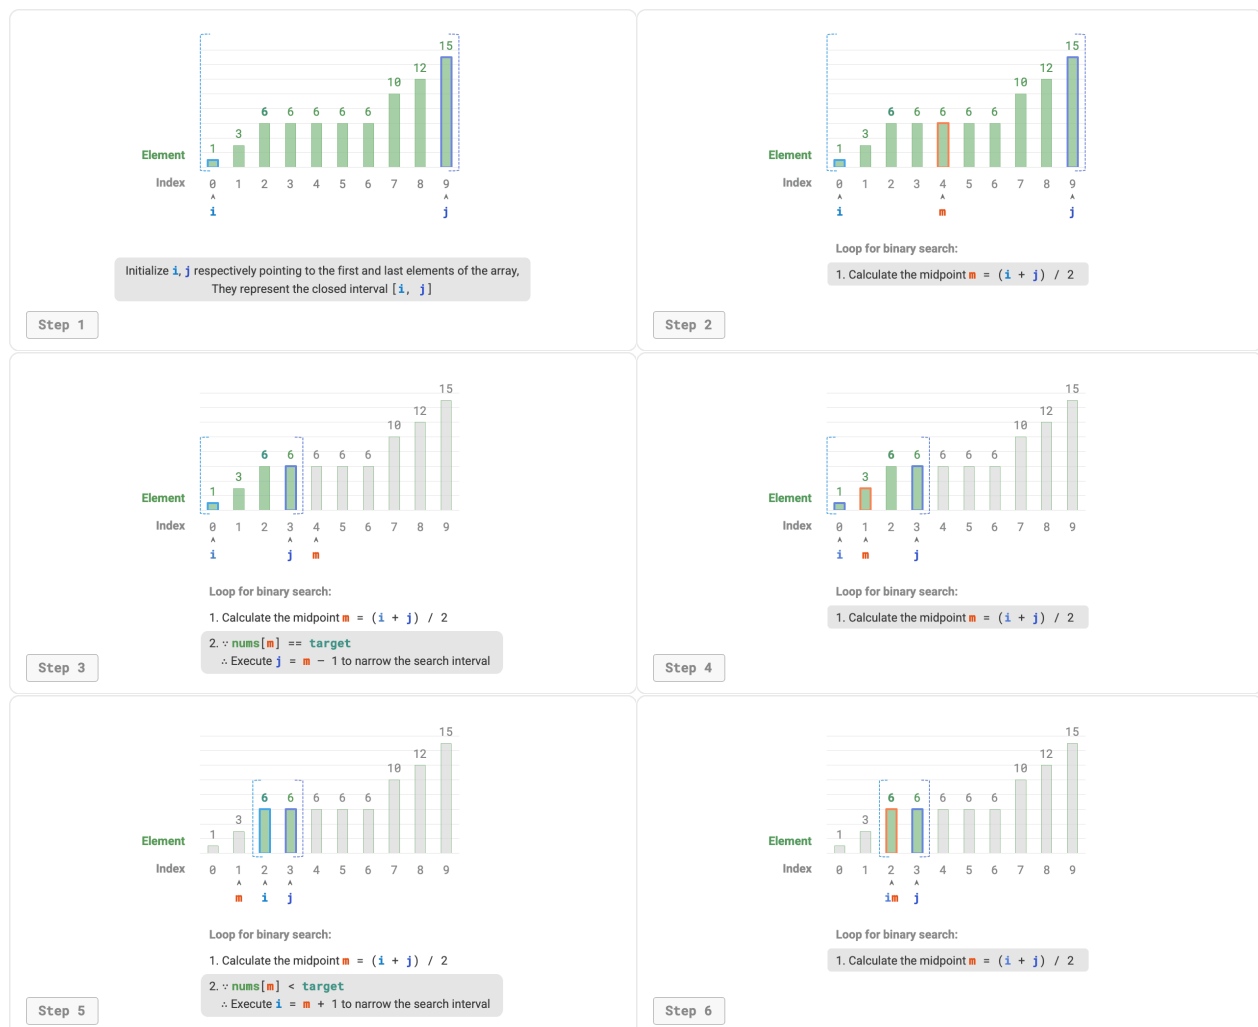 15
12
10
6 6 6 6 6
3
1
Element
Index 0 1 2 3 4 5 6 7 8 9
i j
Initialize i, j respectively pointing to the first and last elements of the array,
They represent the closed interval [i, j]
Step 1
15
12
10
6 6 6 6 6
3
1
Element
Index 0 1 2 3 4 5 6 7 8 9
i m j
Loop for binary search:
1. Calculate the midpoint m = (i + j) / 2
Step 2
15
12
10
6 6 6 6 6
3
1
Element
Index 0 1 2 3 4 5 6 7 8 9
i j m
Loop for binary search:
1. Calculate the midpoint m = (i + j) / 2
2. ∵ nums[m] == target
∴ Execute j = m − 1 to narrow the search interval
Step 3
15
12
10
6 6 6 6 6
3
1
Element
Index 0 1 2 3 4 5 6 7 8 9
i m j
Loop for binary search:
1. Calculate the midpoint m = (i + j) / 2
Step 4
15
12
10
6 6 6 6 6
3
1
Element
Index 0 1 2 3 4 5 6 7 8 9
m i j
Loop for binary search:
1. Calculate the midpoint m = (i + j) / 2
2. ∵ nums[m] < target
∴ Execute i = m + 1 to narrow the search interval
Step 5
15
12
10
6 6 6 6 6
3
1
Element
Index 0 1 2 3 4 5 6 7 8 9
im j
Loop for binary search:
1. Calculate the midpoint m = (i + j) / 2
Step 6